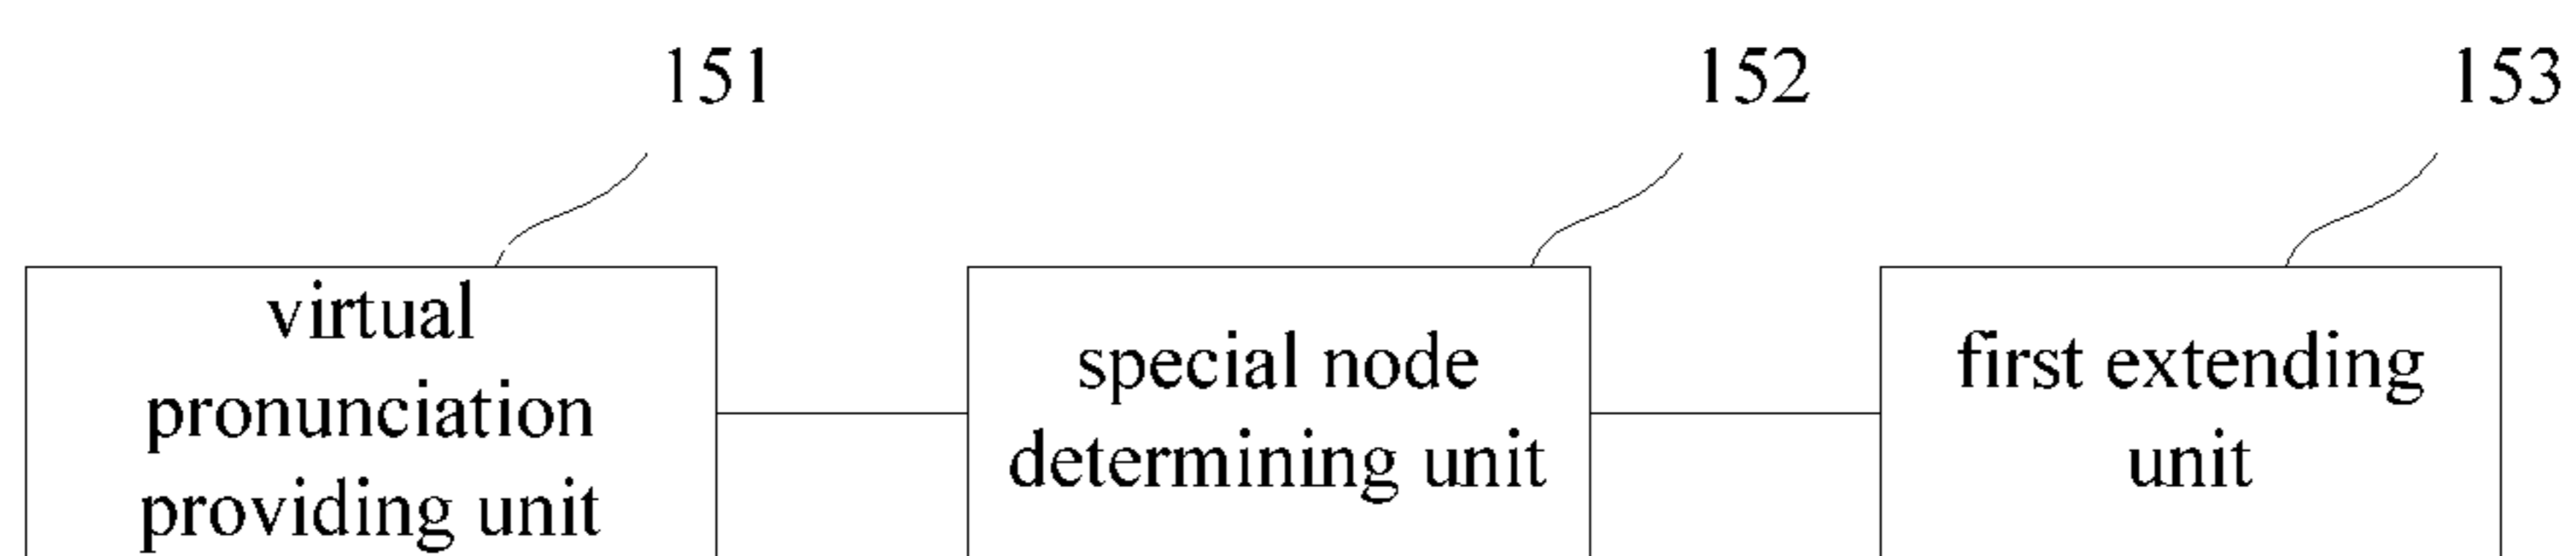 151
152
153
virtual
pronunciation
providing unit
special node
determining unit
first extending
unit